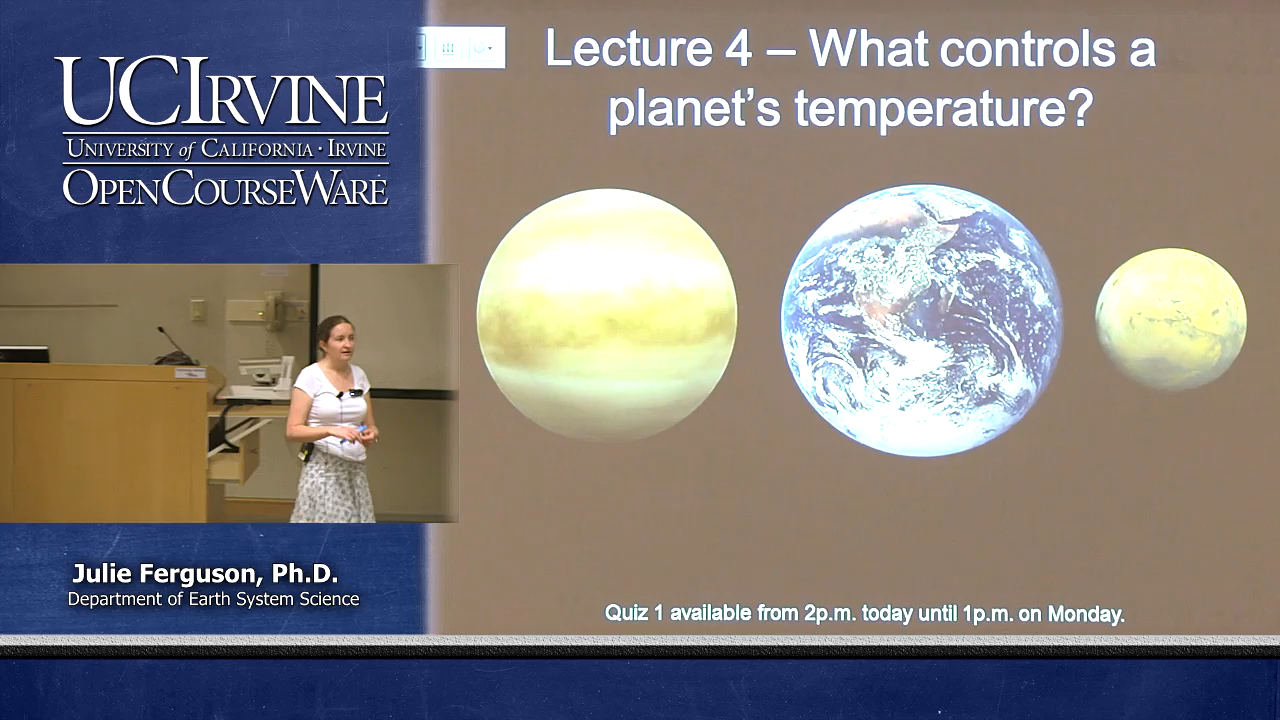 UCIRVINE
UNIVERSITY of CALIFORNIA · IRVINE
OPENCOURSEWARE
Lecture 4 – What controls a
planet’s temperature?
Julie Ferguson, Ph.D.
Department of Earth System Science
Quiz 1 available from 2p.m. today until 1p.m. on Monday.